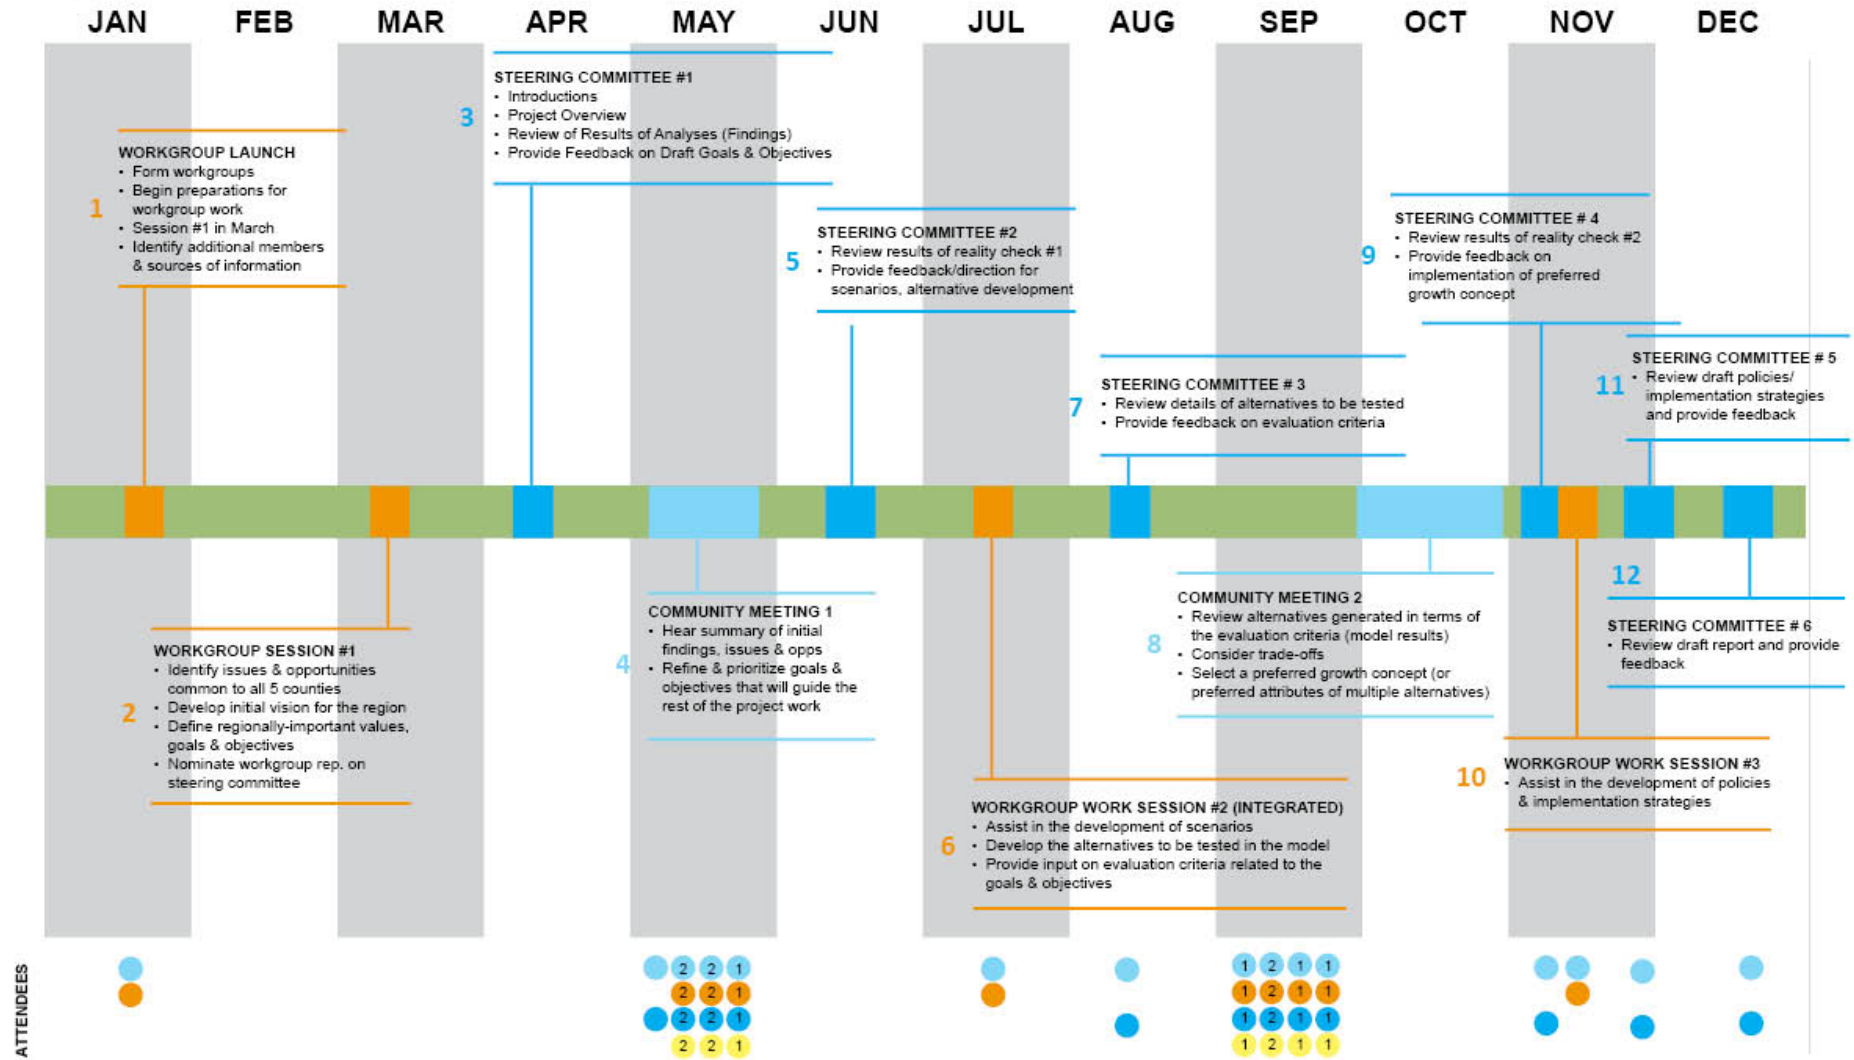 JAN FEB MAR APR MAY JUN JUL AUG SEP OCT NOV DEC
1
WORKGROUP LAUNCH
• Form workgroups
• Begin preparations for
workgroup work
• Session #1 in March
• Identify additional members
& sources of information
3
STEERING COMMITTEE #1
• Introductions
• Project Overview
• Review of Results of Analyses (Findings)
• Provide Feedback on Draft Goals & Objectives
5
STEERING COMMITTEE #2
• Review results of reality check #1
• Provide feedback/direction for
scenarios, alternative development
7
STEERING COMMITTEE # 3
• Review details of alternatives to be tested
• Provide feedback on evaluation criteria
9
STEERING COMMITTEE # 4
• Review results of reality check #2
• Provide feedback on
implementation of preferred
growth concept
11
STEERING COMMITTEE # 5
• Review draft policies/
implementation strategies
and provide feedback
2
WORKGROUP SESSION #1
• Identify issues & opportunities
common to all 5 counties
• Develop initial vision for the region
• Define regionally-important values,
goals & objectives
• Nominate workgroup rep. on
steering committee
4
COMMUNITY MEETING 1
• Hear summary of initial
findings, issues & opps
• Refine & prioritize goals &
objectives that will guide the
rest of the project work
6
WORKGROUP WORK SESSION #2 (INTEGRATED)
• Assist in the development of scenarios
• Develop the alternatives to be tested in the model
• Provide input on evaluation criteria related to the
goals & objectives
8
COMMUNITY MEETING 2
• Review alternatives generated in terms of
the evaluation criteria (model results)
• Consider trade-offs
• Select a preferred growth concept (or
preferred attributes of multiple alternatives)
10
WORKGROUP WORK SESSION #3
• Assist in the development of policies
& implementation strategies
12
STEERING COMMITTEE # 6
• Review draft report and provide
feedback
ATTENDEES
2 2 1
2 2 1
2 2 1
2 2 1
1 2 1 1
1 2 1 1
1 2 1 1
1 2 1 1